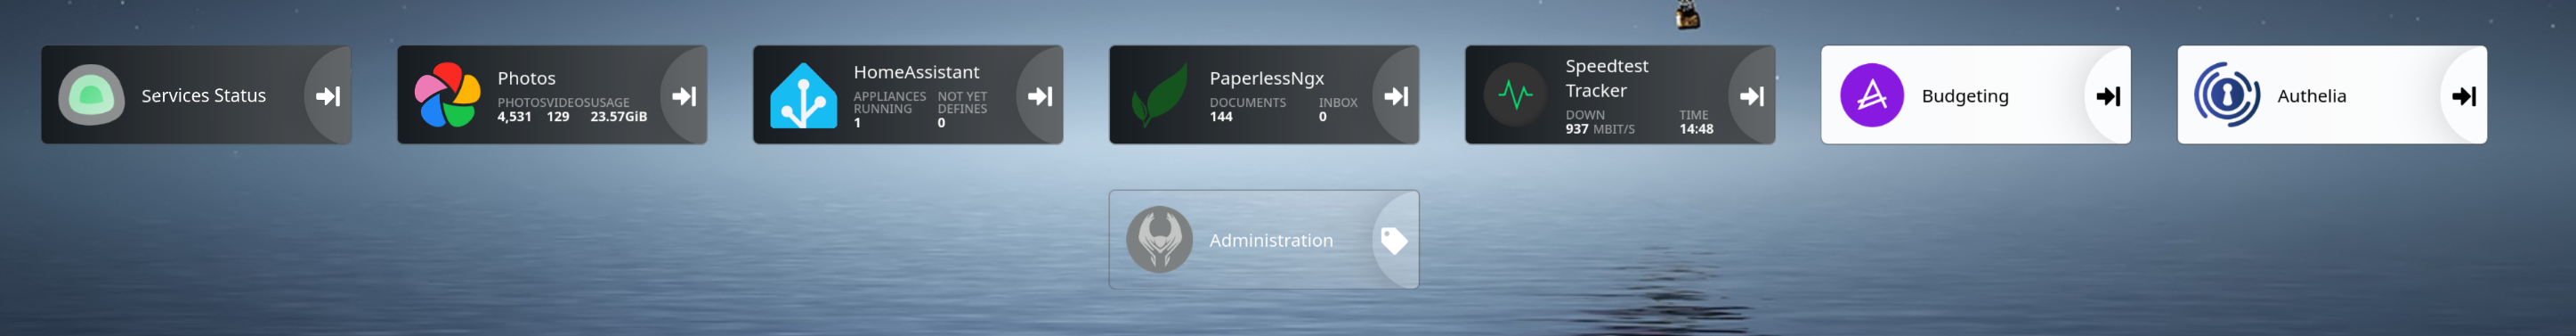 Services Status
Photos
PHOTOS VIDEOS USAGE
4,531 129 23.57GiB
HomeAssistant
APPLIANCES RUNNING
1
NOT YET DEFINES
0
PaperlessNgx
DOCUMENTS INBOX
144 0
Speedtest
Tracker
DOWN TIME
937 MBIT/S 14:48
Budgeting
Authelia
Administration